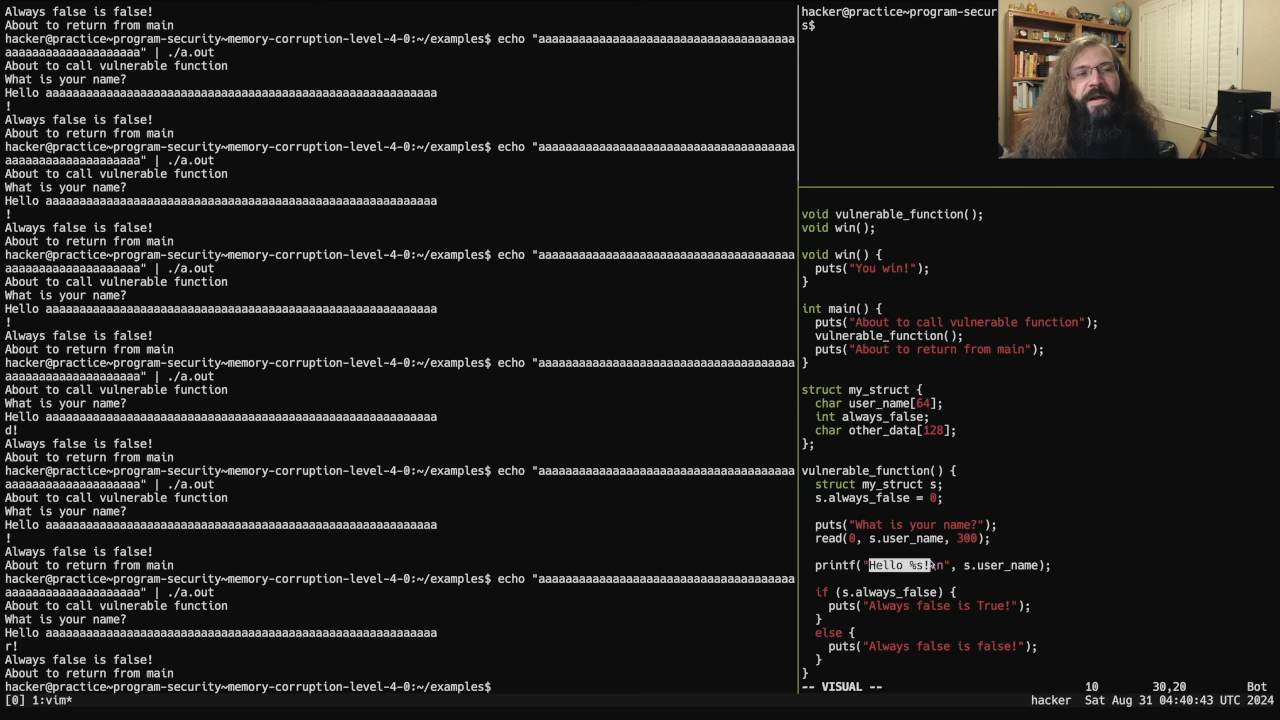 Always false is false!
About to return from main
hacker@practice~program-security~memory-corruption-level-4-0:~/examples$ echo "aaaaaaaaaaaaaaaaaaaaaaaaaaaaaaaaaaaaaa
aaaaaaaaaaaaaaaaaaaa" | ./a.out
About to call vulnerable function
What is your name?
Hello aaaaaaaaaaaaaaaaaaaaaaaaaaaaaaaaaaaaaaaaaaaaaaaaaaaaaaaaaa
!
Always false is false!
About to return from main
hacker@practice~program-security~memory-corruption-level-4-0:~/examples$ echo "aaaaaaaaaaaaaaaaaaaaaaaaaaaaaaaaaaaaaa
aaaaaaaaaaaaaaaaaaaa" | ./a.out
About to call vulnerable function
What is your name?
Hello aaaaaaaaaaaaaaaaaaaaaaaaaaaaaaaaaaaaaaaaaaaaaaaaaaaaaaaaaa
!
Always false is false!
About to return from main
hacker@practice~program-security~memory-corruption-level-4-0:~/examples$ echo "aaaaaaaaaaaaaaaaaaaaaaaaaaaaaaaaaaaaaa
aaaaaaaaaaaaaaaaaaaa" | ./a.out
About to call vulnerable function
What is your name?
Hello aaaaaaaaaaaaaaaaaaaaaaaaaaaaaaaaaaaaaaaaaaaaaaaaaaaaaaaaaa
!
Always false is false!
About to return from main
hacker@practice~program-security~memory-corruption-level-4-0:~/examples$ echo "aaaaaaaaaaaaaaaaaaaaaaaaaaaaaaaaaaaaaa
aaaaaaaaaaaaaaaaaaaa" | ./a.out
About to call vulnerable function
What is your name?
Hello aaaaaaaaaaaaaaaaaaaaaaaaaaaaaaaaaaaaaaaaaaaaaaaaaaaaaaaaaa
d!
Always false is false!
About to return from main
hacker@practice~program-security~memory-corruption-level-4-0:~/examples$ echo "aaaaaaaaaaaaaaaaaaaaaaaaaaaaaaaaaaaaaa
aaaaaaaaaaaaaaaaaaaa" | ./a.out
About to call vulnerable function
What is your name?
Hello aaaaaaaaaaaaaaaaaaaaaaaaaaaaaaaaaaaaaaaaaaaaaaaaaaaaaaaaaa
!
Always false is false!
About to return from main
hacker@practice~program-security~memory-corruption-level-4-0:~/examples$ echo "aaaaaaaaaaaaaaaaaaaaaaaaaaaaaaaaaaaaaa
aaaaaaaaaaaaaaaaaaaa" | ./a.out
About to call vulnerable function
What is your name?
Hello aaaaaaaaaaaaaaaaaaaaaaaaaaaaaaaaaaaaaaaaaaaaaaaaaaaaaaaaaa
r!
Always false is false!
About to return from main
hacker@practice~program-security~memory-corruption-level-4-0:~/examples$
hacker@practice~program-secur
s$
void vulnerable_function();
void win();
void win() {
puts("You win!");
}
int main() {
puts("About to call vulnerable function");
vulnerable_function();
puts("About to return from main");
}
struct my_struct {
char user_name[64];
int always_false;
char other_data[128];
};
vulnerable_function() {
struct my_struct s;
s.always_false = 0;
puts("What is your name?");
read(0, s.user_name, 300);
printf("Hello %s!\n", s.user_name);
if (s.always_false) {
puts("Always false is True!");
}
else {
puts("Always false is false!");
}
}
-- VISUAL -- 10 30,20 Bot
[0] 1:vim* hacker Sat Aug 31 04:40:43 UTC 2024